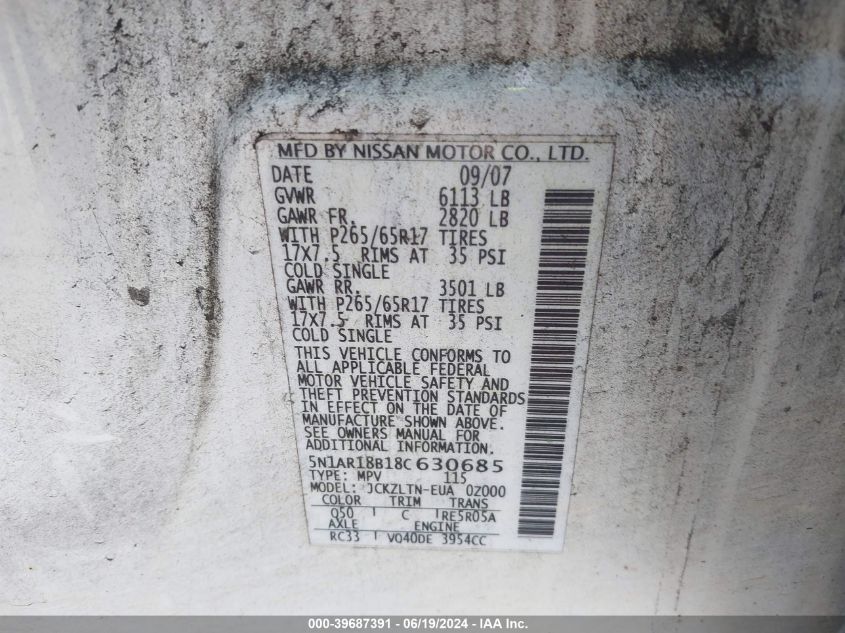 MFD BY NISSAN MOTOR CO., LTD.
DATE 09/07
GVWR 6113 LB
GAWR FR. 2820 LB
WITH P265/65R17 TIRES
17X7.5 RIMS AT 35 PSI
COLD SINGLE
GAWR RR. 3501 LB
WITH P265/65R17 TIRES
17X7.5 RIMS AT 35 PSI
COLD SINGLE
THIS VEHICLE CONFORMS TO
ALL APPLICABLE FEDERAL
MOTOR VEHICLE SAFETY AND
THEFT PREVENTION STANDARDS
IN EFFECT ON THE DATE OF
MANUFACTURE SHOWN ABOVE.
SEE OWNERS MANUAL FOR
ADDITIONAL INFORMATION.
5N1AR18B18C630685
TYPE: MPV 115
MODEL: JCKZLTN-EUA 0Z000
COLOR TRIM TRANS
Q50 C RE5R05A
AXLE ENGINE
RC33 VQ40DE 3954CC
000-39687391 - 06/19/2024 - IAA Inc.